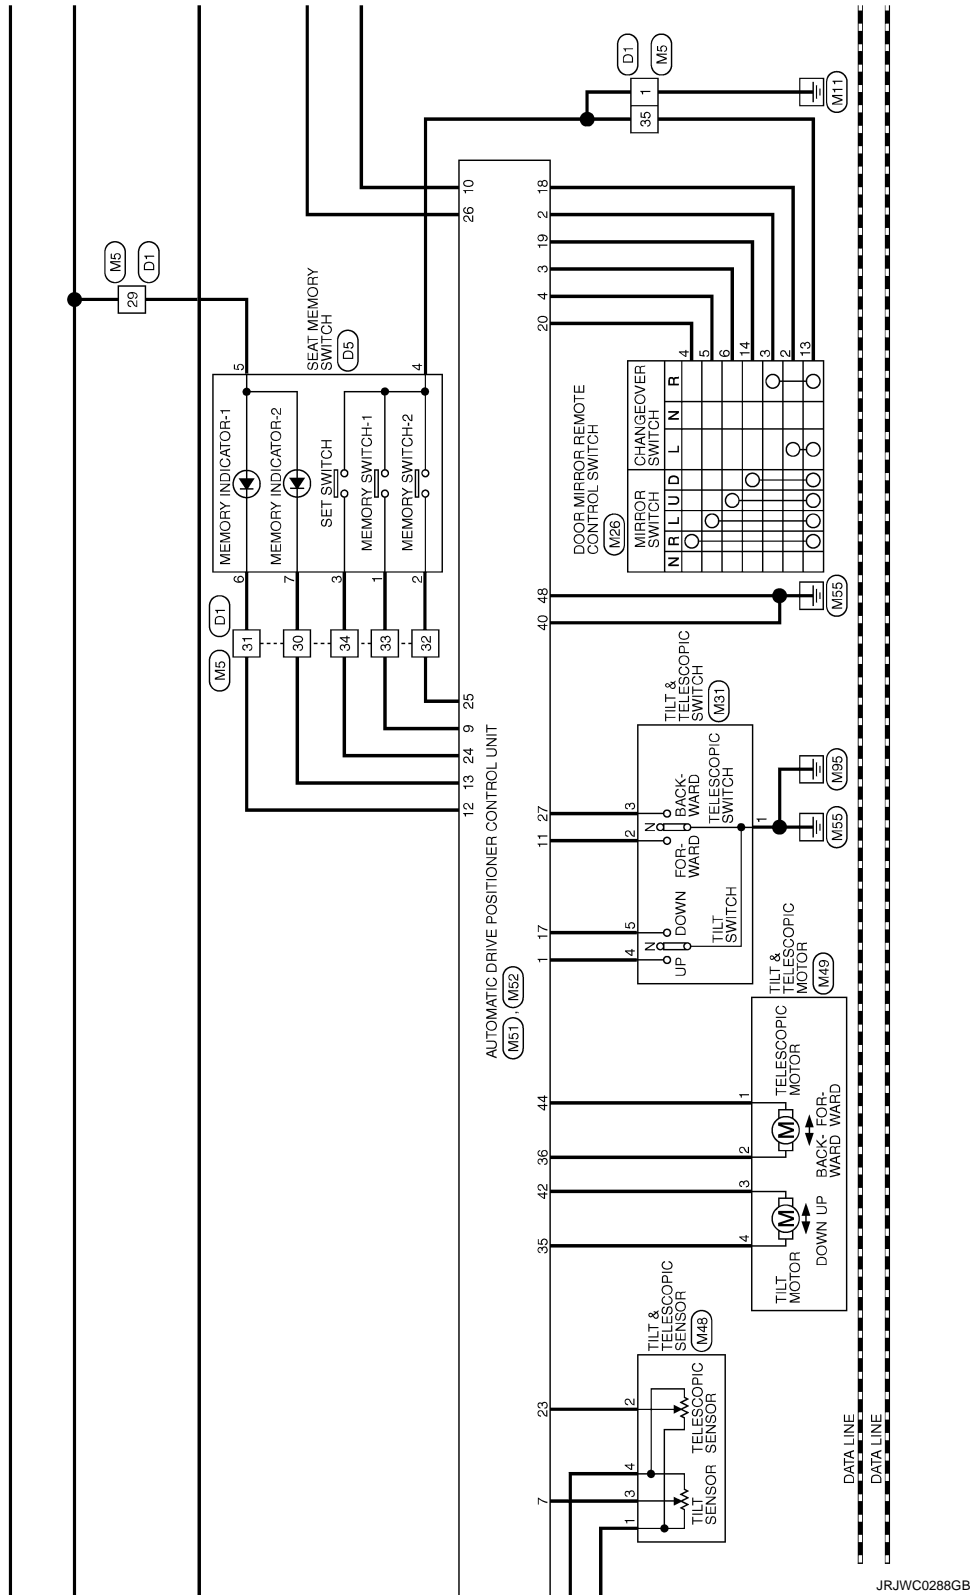 D1
M5
1
35
M11
10
26
18
2
19
3
4
20
M5
D1
29
SEAT MEMORY
SWITCH
D5
5
4
MEMORY INDICATOR-1
MEMORY INDICATOR-2
SET SWITCH
MEMORY SWITCH-1
MEMORY SWITCH-2
6
7
3
1
2
D1
M5
31
30
34
33
32
25
9
24
13
12
AUTOMATIC DRIVE POSITIONER CONTROL UNIT
M51 , M52
DOOR MIRROR REMOTE
CONTROL SWITCH
M26
4
5
6
14
3
2
13
MIRROR
SWITCH
CHANGEOVER
SWITCH
N R L U D
L N R
48
40
M55
TILT &
TELESCOPIC
SWITCH
M31
27
11
17
1
3
2
5
4
N
BACK-
WARD
FOR-
WARD
TELESCOPIC
SWITCH
N
DOWN
UP
TILT
SWITCH
1
M95
M55
TILT &
TELESCOPIC
MOTOR
M49
44
36
42
35
1
2
3
4
M
M
TELESCOPIC
MOTOR
BACK-
WARD
FOR-
WARD
DOWN UP
TILT
MOTOR
TILT &
TELESCOPIC
SENSOR
M48
23
7
2
4
3
1
TELESCOPIC
SENSOR
TILT
SENSOR
DATA LINE
DATA LINE
JRJWC0288GB